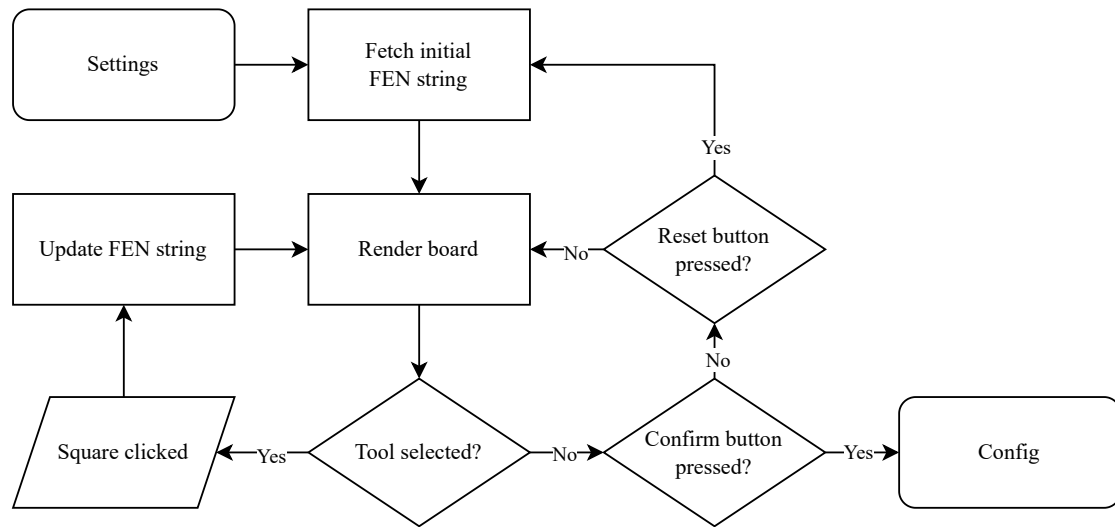 Settings
Fetch initial
FEN string
Yes
Update FEN string
Render board
No
Reset button
pressed?
No
Square clicked
Yes
Tool selected?
No
Confirm button
pressed?
Yes
Config